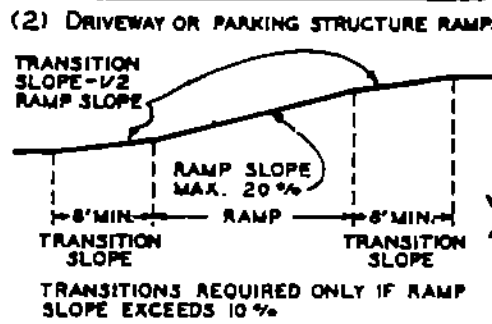 (2) DRIVEWAY OR PARKING STRUCTURE RAMP
TRANSITION
SLOPE-1/2
RAMP SLOPE
RAMP SLOPE
MAX. 20%
8' MIN. RAMP 8' MIN.
TRANSITION TRANSITION
SLOPE SLOPE
TRANSITIONS REQUIRED ONLY IF RAMP
SLOPE EXCEEDS 10%